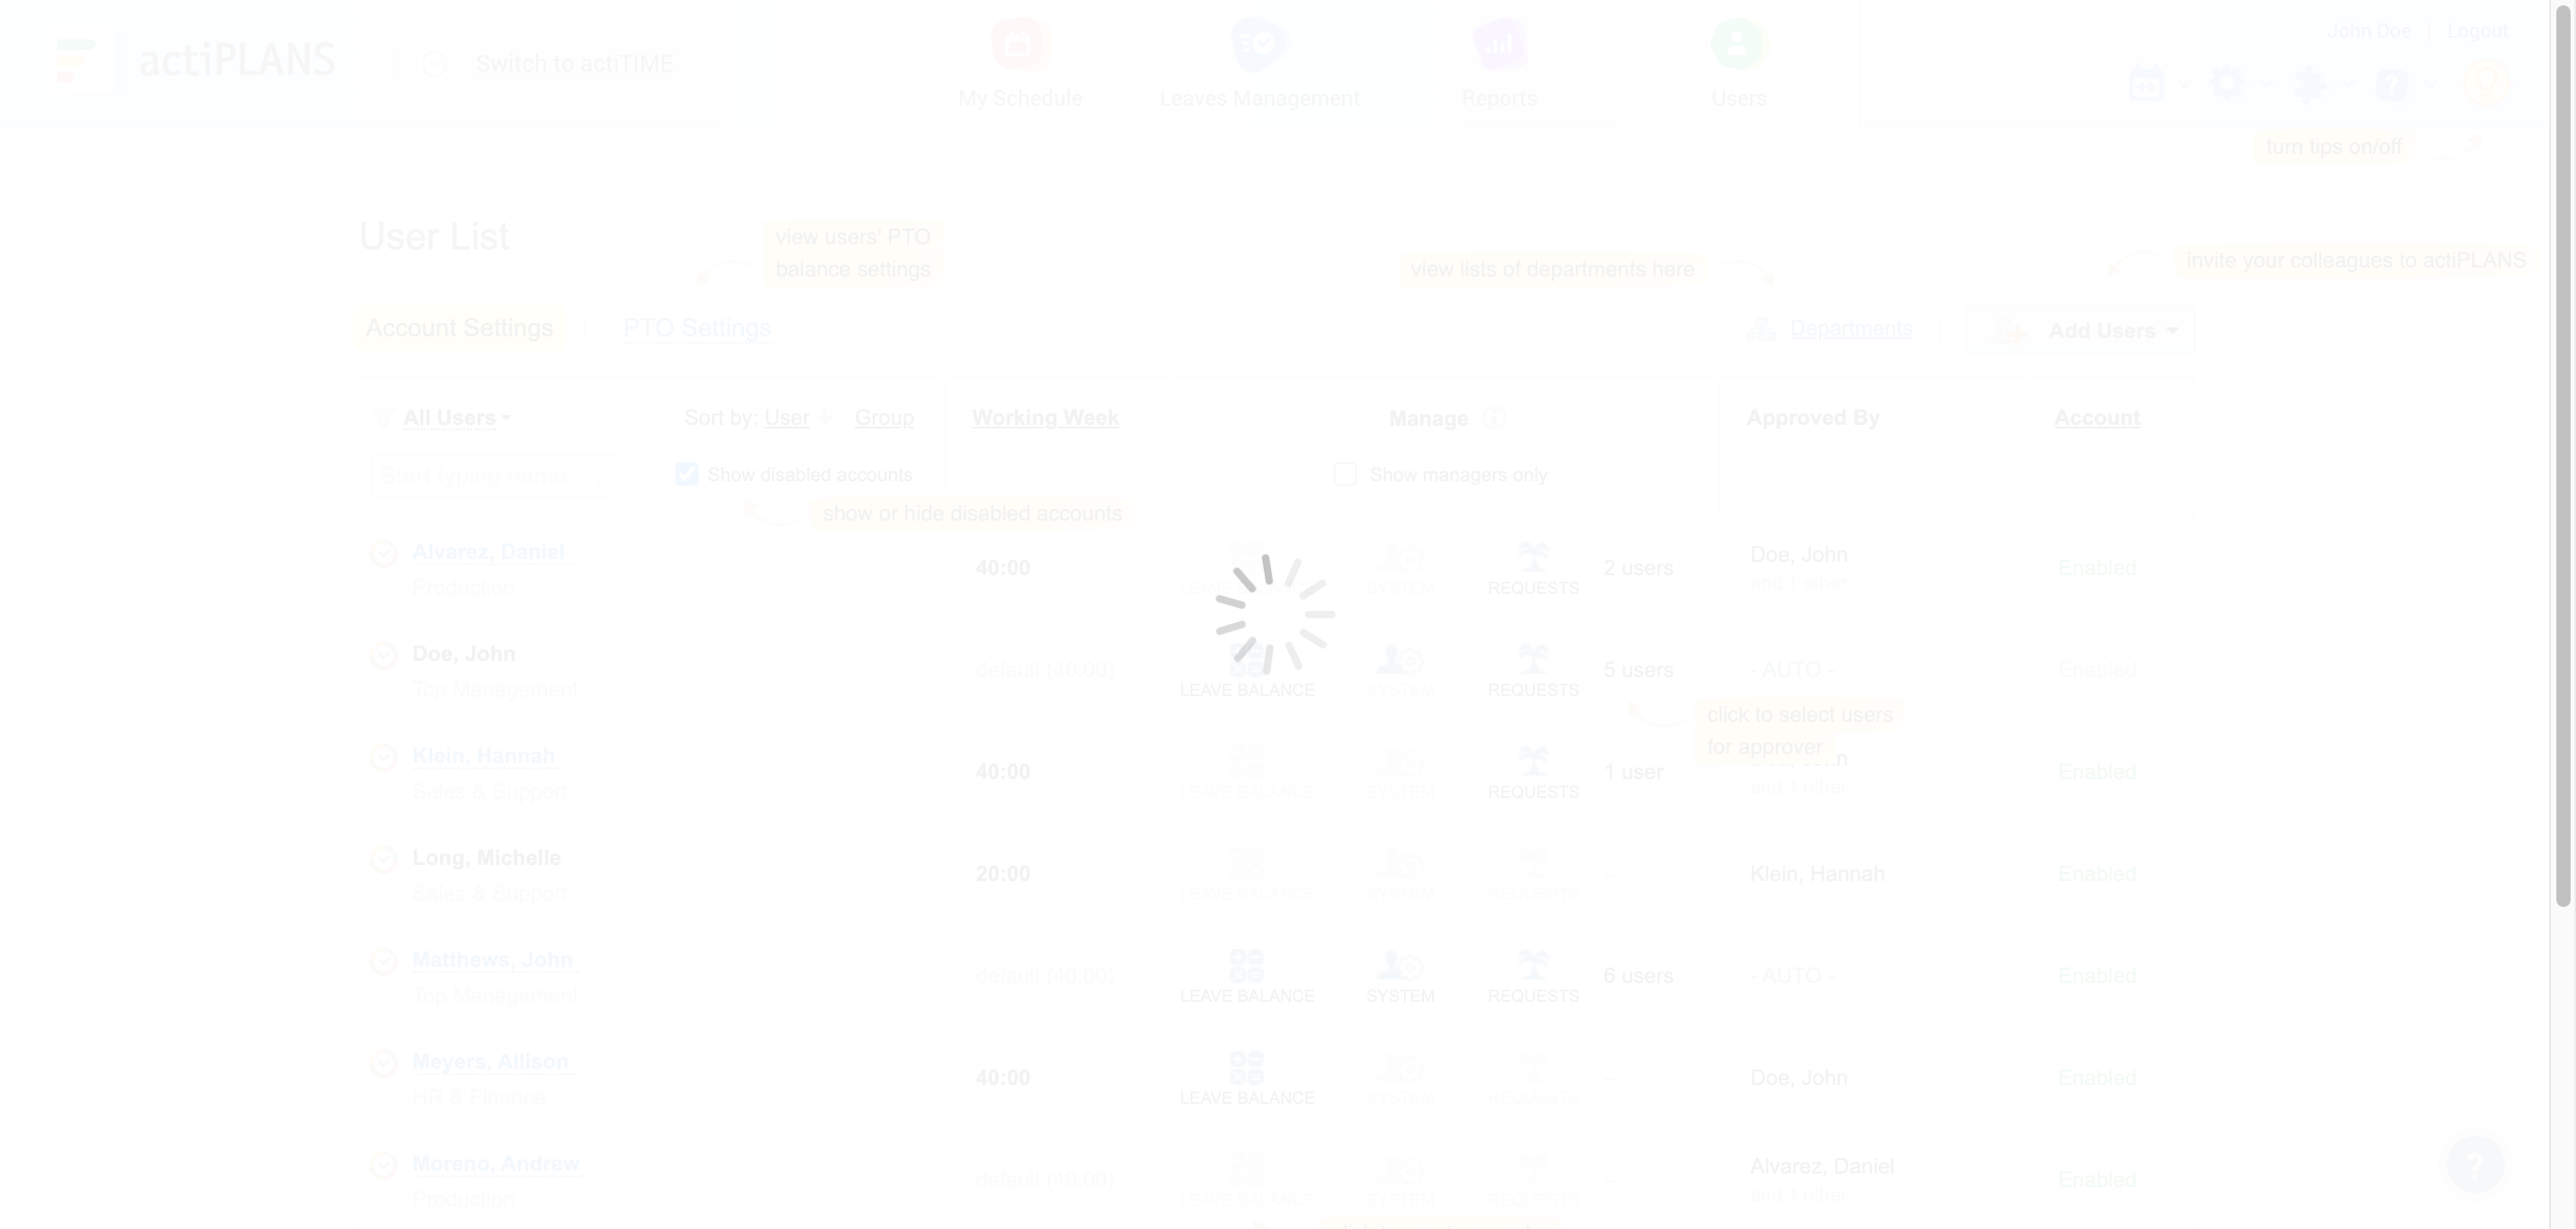 actiPLANS
Switch to actiTIME
My Schedule
Leaves Management
Reports
Users
John Doe
Logout
turn tips on/off
User List
view users' PTO
balance settings
view lists of departments here
invite your colleagues to actiPLANS
Account Settings
PTO Settings
Departments
Add Users
All Users
Sort by: User
Group
Working Week
Manage
Approved By
Account
Start typing name
Show disabled accounts
Show managers only
show or hide disabled accounts
Alvarez, Daniel
Production
40:00
LEAVE BALANCE
SYSTEM
REQUESTS
2 users
Doe, John
and 1 other
Enabled
Doe, John
Top Management
default (40:00)
LEAVE BALANCE
SYSTEM
REQUESTS
5 users
- AUTO -
Enabled
click to select users
for approver
Klein, Hannah
Sales & Support
40:00
LEAVE BALANCE
SYSTEM
REQUESTS
1 user
and 1 other
Enabled
Long, Michelle
Sales & Support
20:00
LEAVE BALANCE
SYSTEM
REQUESTS
--
Klein, Hannah
Enabled
Matthews, John
Top Management
default (40:00)
LEAVE BALANCE
SYSTEM
REQUESTS
6 users
- AUTO -
Enabled
Meyers, Allison
HR & Finance
40:00
LEAVE BALANCE
SYSTEM
REQUESTS
--
Doe, John
Enabled
Moreno, Andrew
Production
default (40:00)
LEAVE BALANCE
SYSTEM
REQUESTS
--
Alvarez, Daniel
and 1 other
Enabled